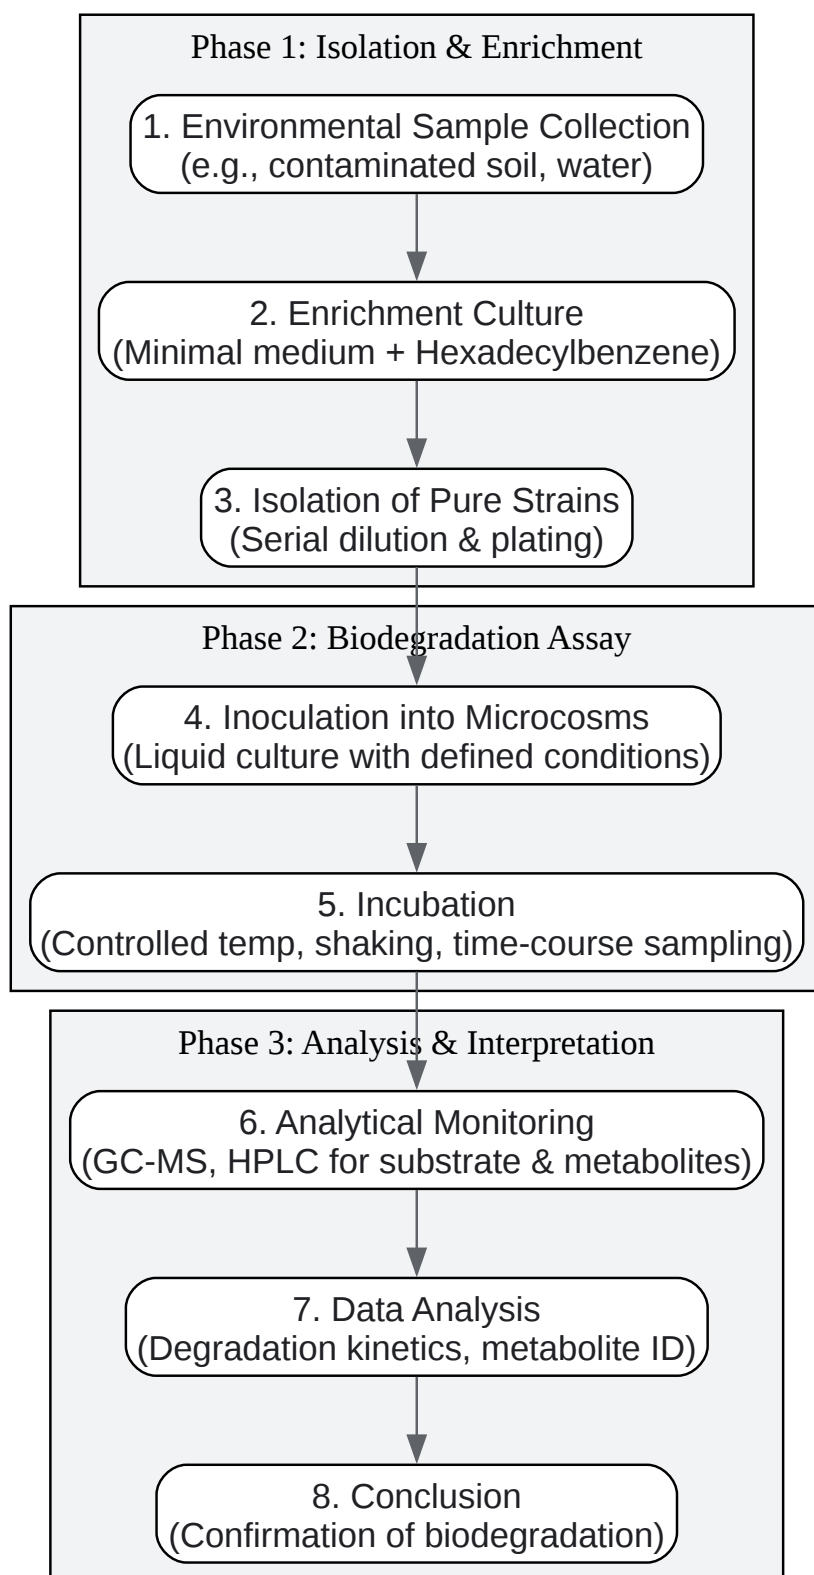 Phase 1: Isolation & Enrichment
1. Environmental Sample Collection
(e.g., contaminated soil, water)
2. Enrichment Culture
(Minimal medium + Hexadecylbenzene)
3. Isolation of Pure Strains
(Serial dilution & plating)
Phase 2: Biodegradation Assay
4. Inoculation into Microcosms
(Liquid culture with defined conditions)
5. Incubation
(Controlled temp, shaking, time-course sampling)
Phase 3: Analysis & Interpretation
6. Analytical Monitoring
(GC-MS, HPLC for substrate & metabolites)
7. Data Analysis
(Degradation kinetics, metabolite ID)
8. Conclusion
(Confirmation of biodegradation)